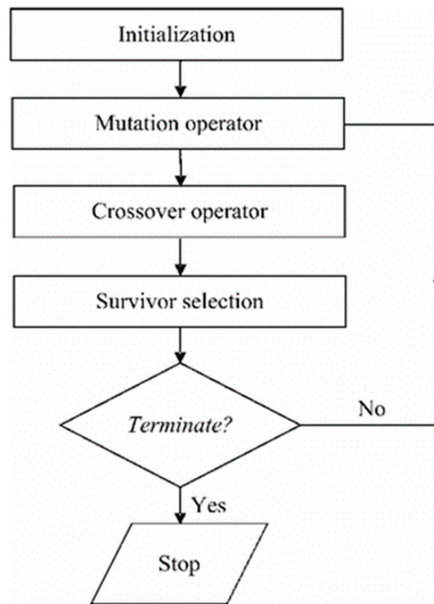 Initialization
Mutation operator
Crossover operator
Survivor selection
Terminate?
No
Yes
Stop